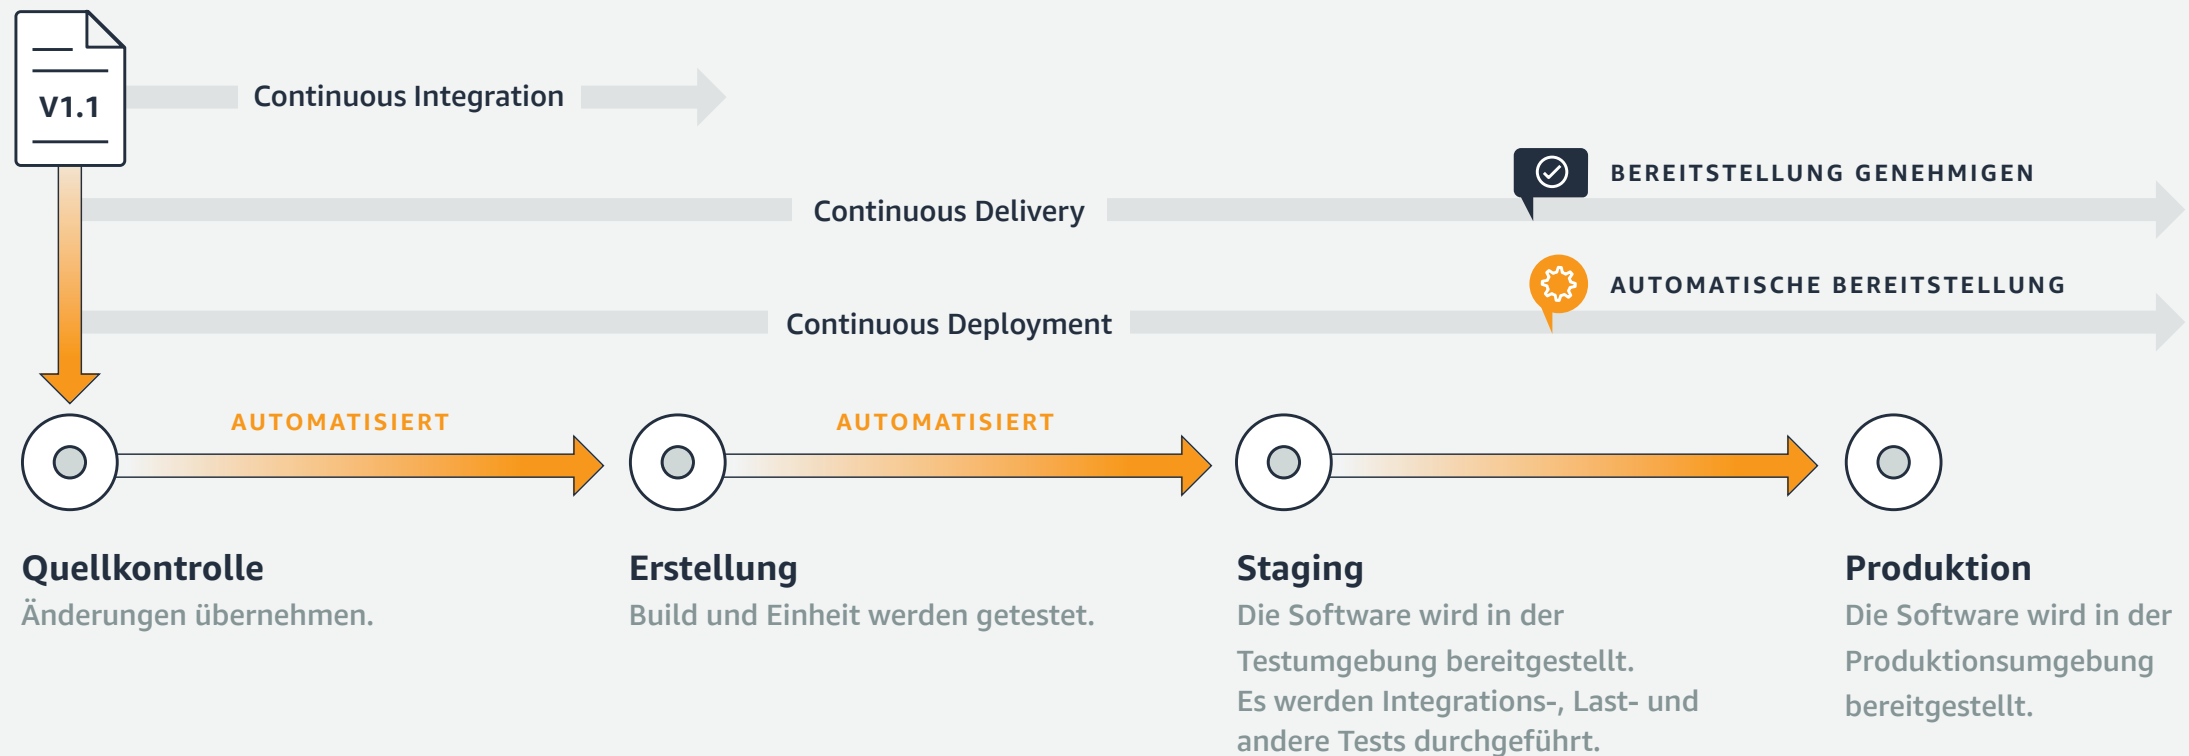 V1.1
Continuous Integration
BEREITSTELLUNG GENEHMIGEN
Continuous Delivery
AUTOMATISCHE BEREITSTELLUNG
Continuous Deployment
AUTOMATISIERT
AUTOMATISIERT
Quellkontrolle
Änderungen übernehmen.
Erstellung
Build und Einheit werden getestet.
Staging
Die Software wird in der
Testumgebung bereitgestellt.
Es werden Integrations-, Last- und
andere Tests durchgeführt.
Produktion
Die Software wird in der
Produktionsumgebung
bereitgestellt.